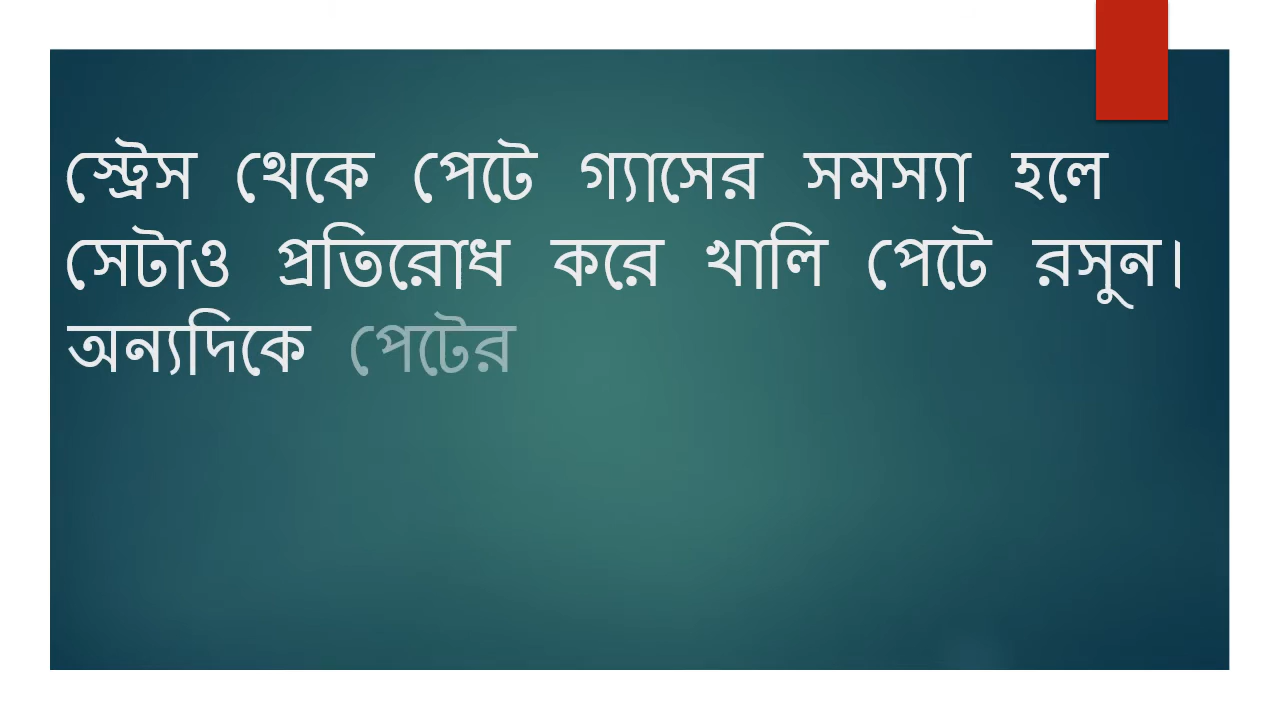 স্ট্রেস থেকে পেটে গ্যাসের সমস্যা হলে
সেটাও প্রতিরোধ করে খালি পেটে রসুন।
অন্যদিকে পেটের